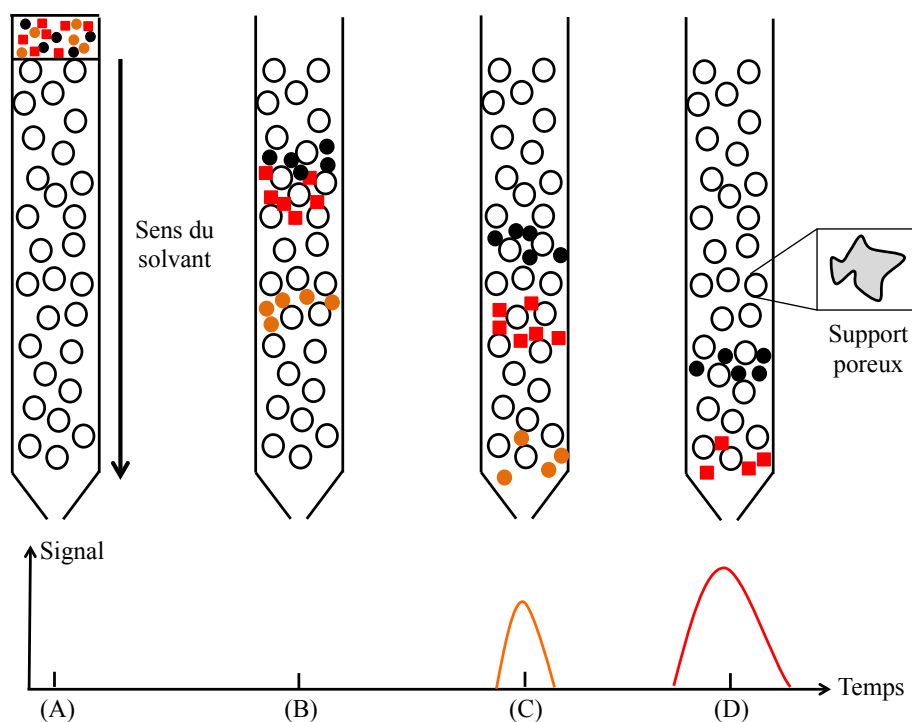 Sens du
solvant
Support
poreux
Signal
Temps
(A)
(B)
(C)
(D)